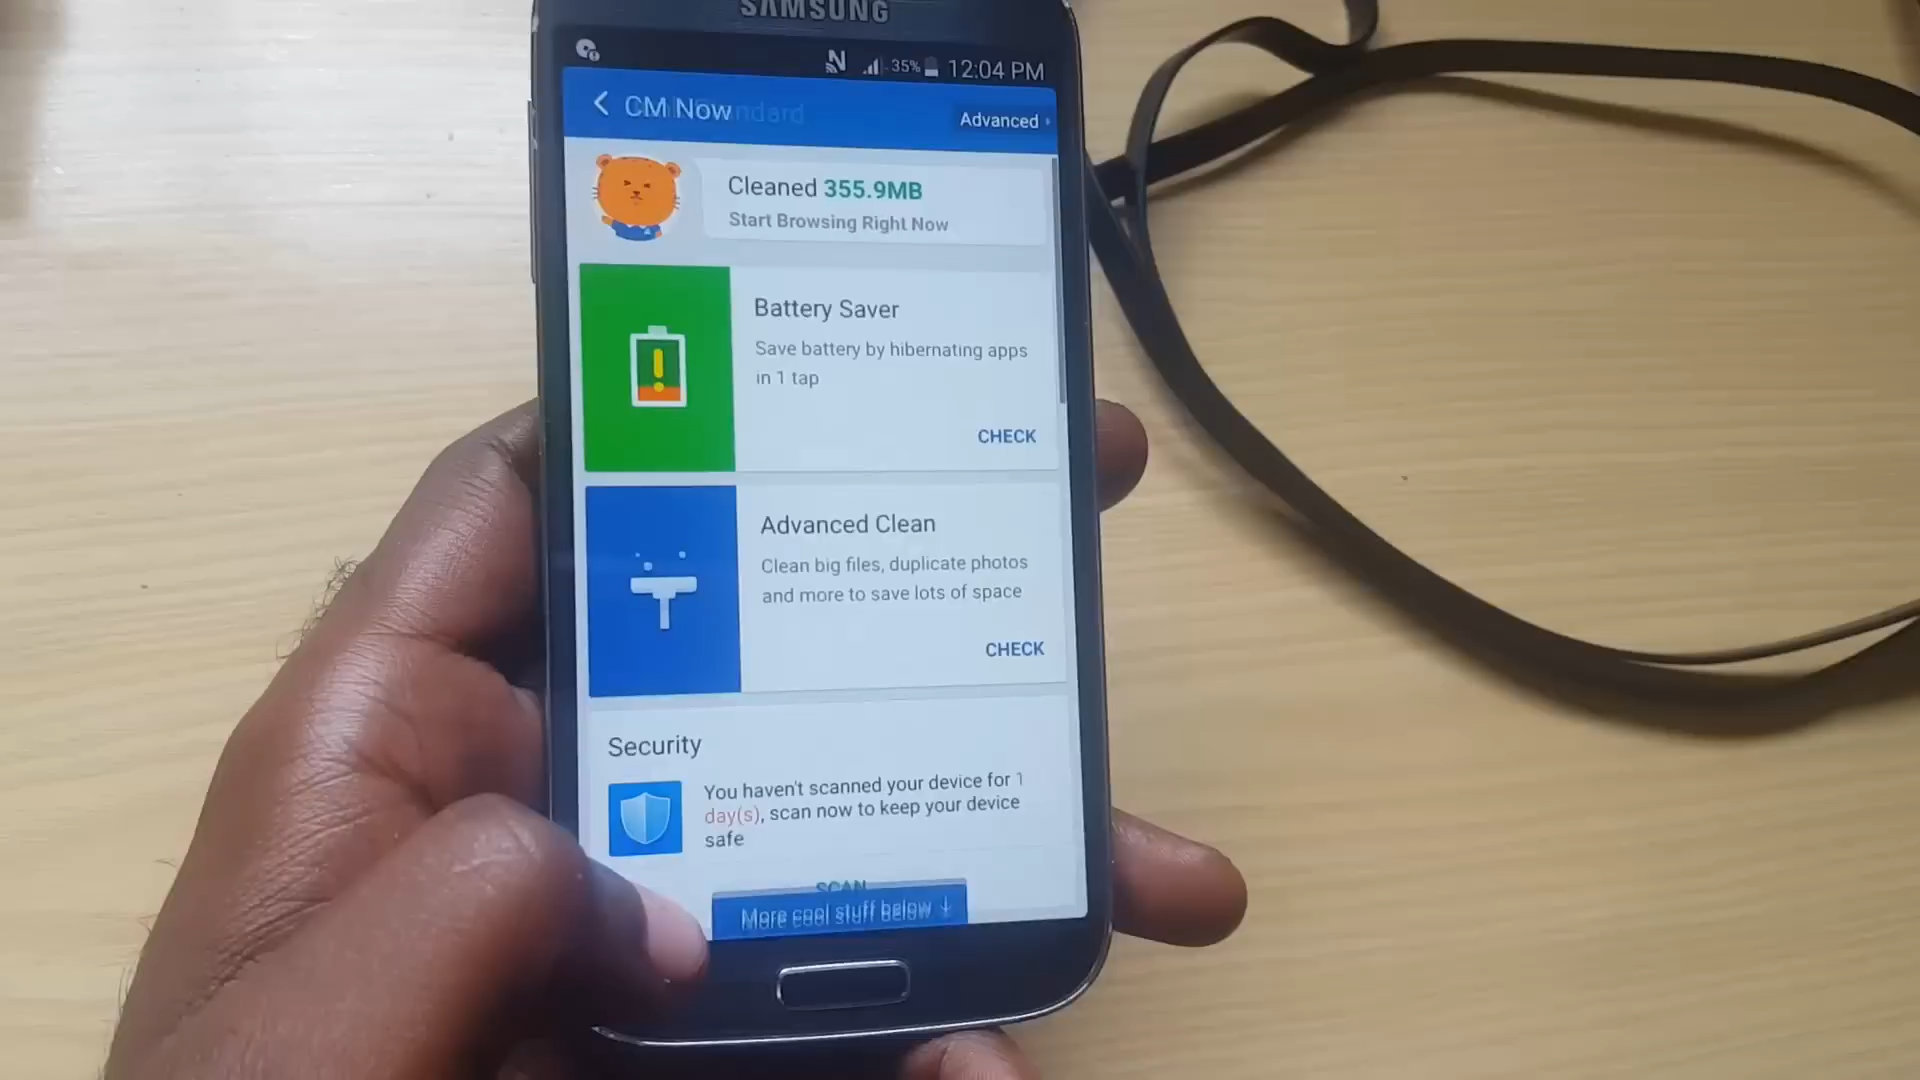 SAMSUNG
35% 12:04 PM
CM Now
Advanced
Cleaned 355.9MB
Start Browsing Right Now
Battery Saver
Save battery by hibernating apps
in 1 tap
CHECK
Advanced Clean
Clean big files, duplicate photos
and more to save lots of space
CHECK
Security
You haven't scanned your device for 1
day(s), scan now to keep your device
safe
SCAN
More cool stuff below ↓